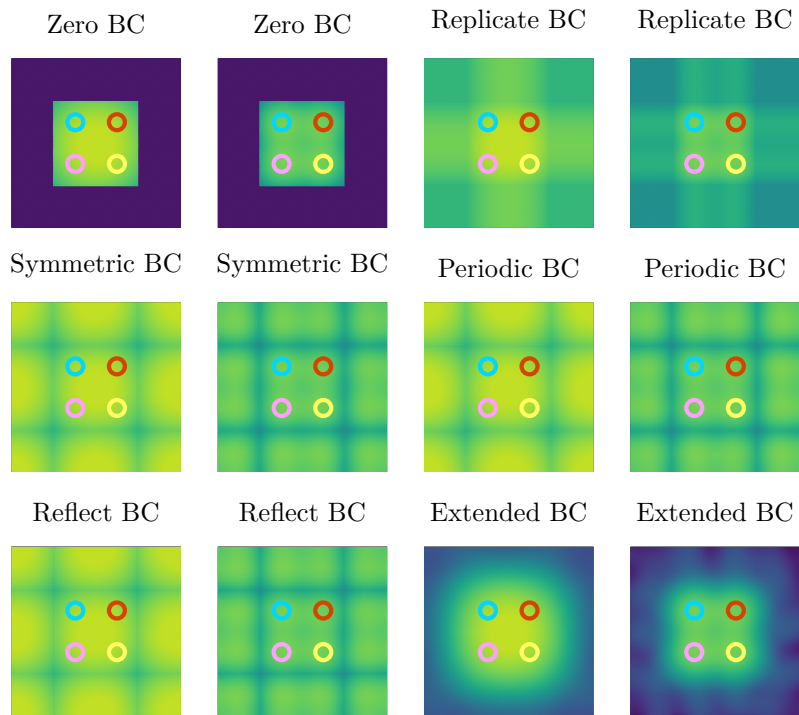 Zero BC
Zero BC
Replicate BC
Replicate BC
Symmetric BC
Symmetric BC
Periodic BC
Periodic BC
Reflect BC
Reflect BC
Extended BC
Extended BC